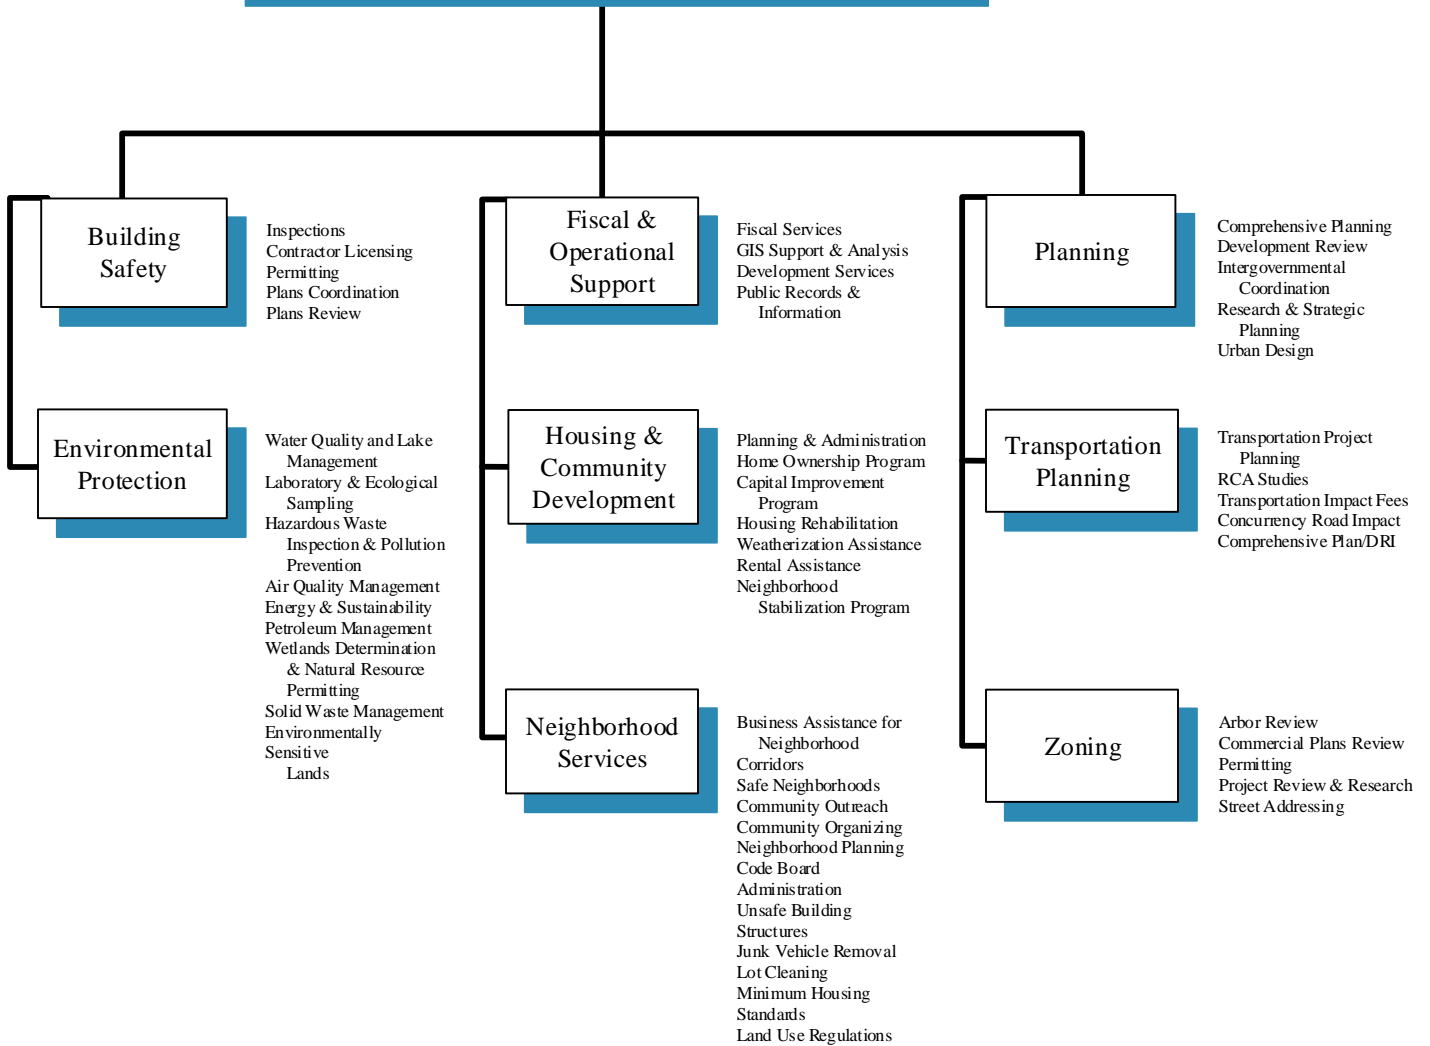 Building
Safety
Inspections
Contractor Licensing
Permitting
Plans Coordination
Plans Review
Fiscal &
Operational
Support
Fiscal Services
GIS Support & Analysis
Development Services
Public Records &
Information
Planning
Comprehensive Planning
Development Review
Intergovernmental
Coordination
Research & Strategic
Planning
Urban Design
Environmental
Protection
Water Quality and Lake
Management
Laboratory & Ecological
Sampling
Hazardous Waste
Inspection & Pollution
Prevention
Air Quality Management
Energy & Sustainability
Petroleum Management
Wetlands Determination
& Natural Resource
Permitting
Solid Waste Management
Environmentally
Sensitive
Lands
Housing &
Community
Development
Planning & Administration
Home Ownership Program
Capital Improvement
Program
Housing Rehabilitation
Weatherization Assistance
Rental Assistance
Neighborhood
Stabilization Program
Transportation
Planning
Transportation Project
Planning
RCA Studies
Transportation Impact Fees
Concurrency Road Impact
Comprehensive Plan/DRI
Neighborhood
Services
Business Assistance for
Neighborhood
Corridors
Safe Neighborhoods
Community Outreach
Community Organizing
Neighborhood Planning
Code Board
Administration
Unsafe Building
Structures
Junk Vehicle Removal
Lot Cleaning
Minimum Housing
Standards
Land Use Regulations
Zoning
Arbor Review
Commercial Plans Review
Permitting
Project Review & Research
Street Addressing